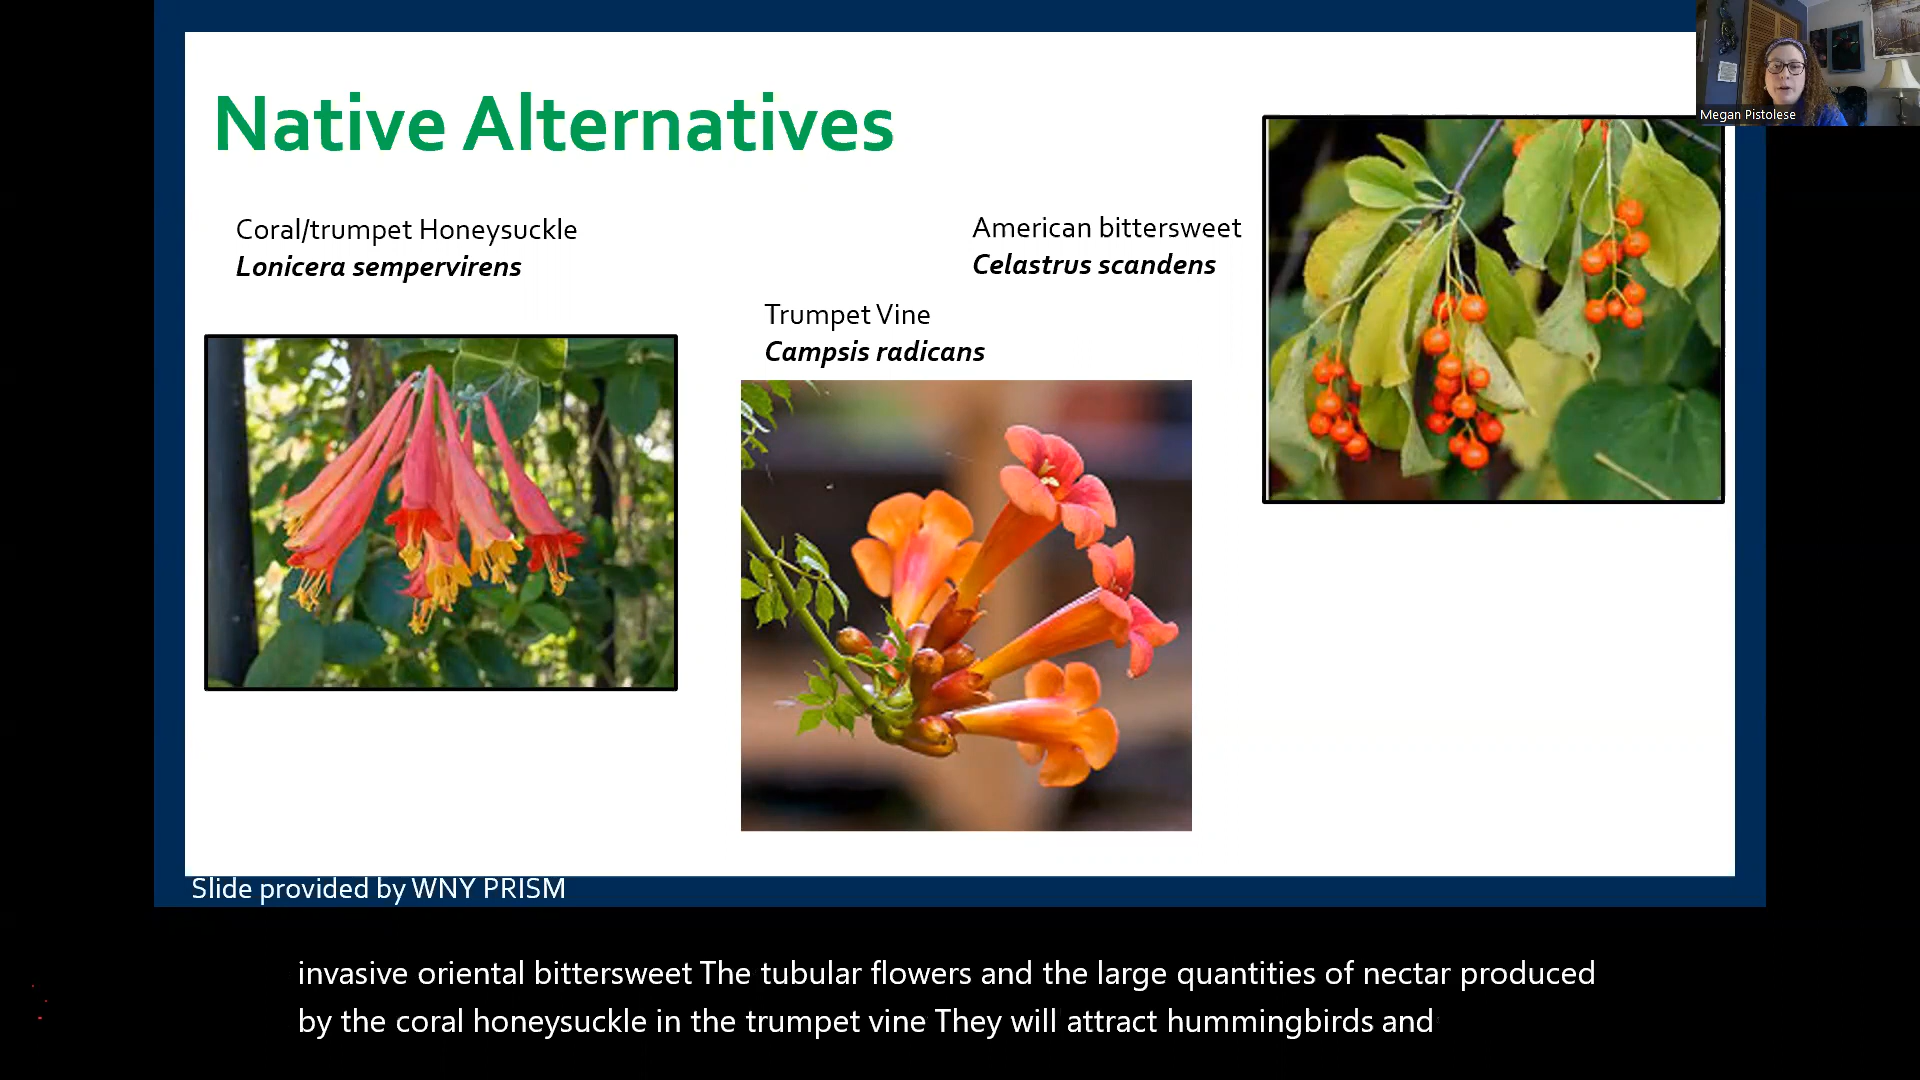 Native Alternatives
Megan Pistolese
Coral/trumpet Honeysuckle
Lonicera sempervirens
American bittersweet
Celastrus scandens
Trumpet Vine
Campsis radicans
Slide provided by WNY PRISM
invasive oriental bittersweet The tubular flowers and the large quantities of nectar produced
by the coral honeysuckle in the trumpet vine They will attract hummingbirds and